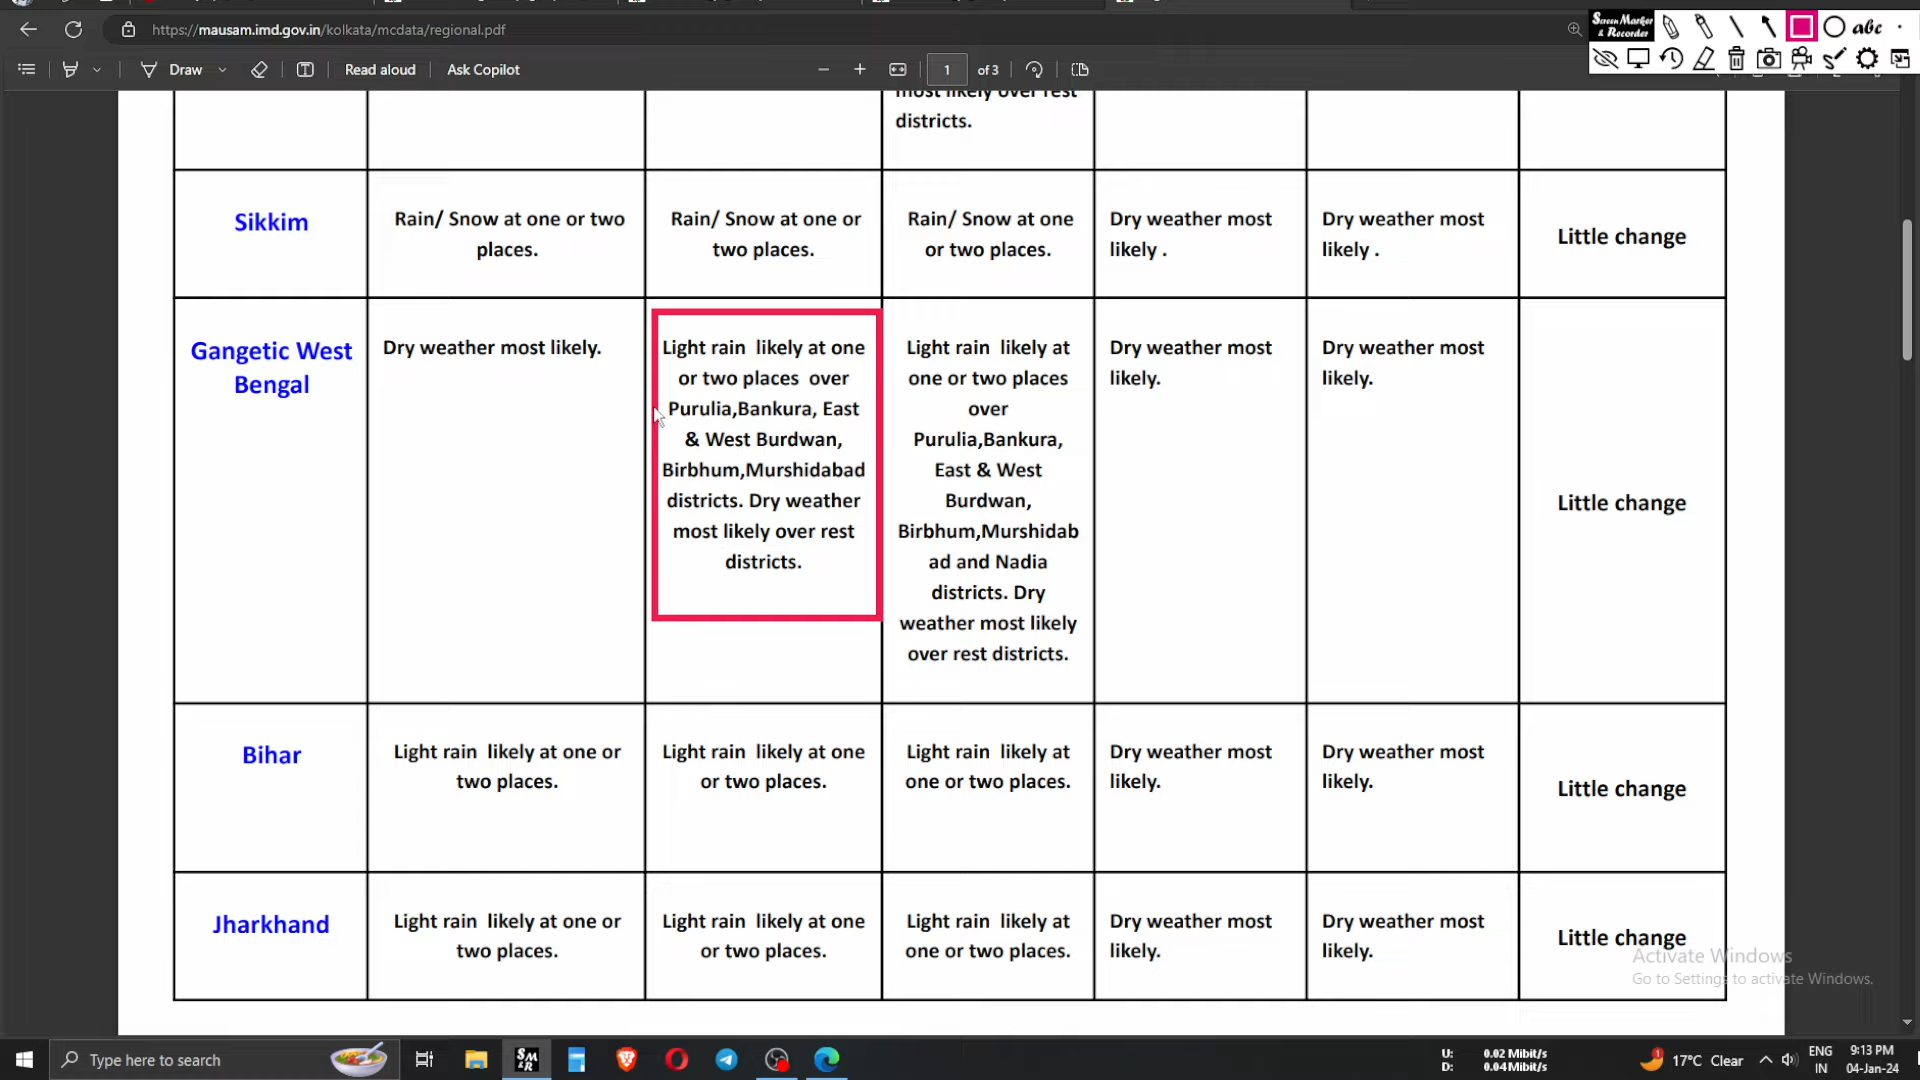 https://mausam.imd.gov.in/kolkata/mcdata/regional.pdf
Screen Marker
& Recorder
abc
Draw
Read aloud
Ask Copilot
1
of 3
most likely over rest
districts.
Sikkim
Rain/ Snow at one or two
places.
Rain/ Snow at one or
two places.
Rain/ Snow at one
or two places.
Dry weather most
likely .
Dry weather most
likely .
Little change
Gangetic West
Bengal
Dry weather most likely.
Light rain likely at one
or two places over
Purulia,Bankura, East
& West Burdwan,
Birbhum,Murshidabad
districts. Dry weather
most likely over rest
districts.
Light rain likely at
one or two places
over
Purulia,Bankura,
East & West
Burdwan,
Birbhum,Murshidab
ad and Nadia
districts. Dry
weather most likely
over rest districts.
Dry weather most
likely.
Dry weather most
likely.
Little change
Bihar
Light rain likely at one or
two places.
Light rain likely at one
or two places.
Light rain likely at
one or two places.
Dry weather most
likely.
Dry weather most
likely.
Little change
Jharkhand
Light rain likely at one or
two places.
Light rain likely at one
or two places.
Light rain likely at
one or two places.
Dry weather most
likely.
Dry weather most
likely.
Little change
Activate Windows
Go to Settings to activate Windows.
Type here to search
SM
&R
U: 0.02 Mibit/s
D: 0.04 Mibit/s
1
17°C Clear
ENG
IN
9:13 PM
04-Jan-24